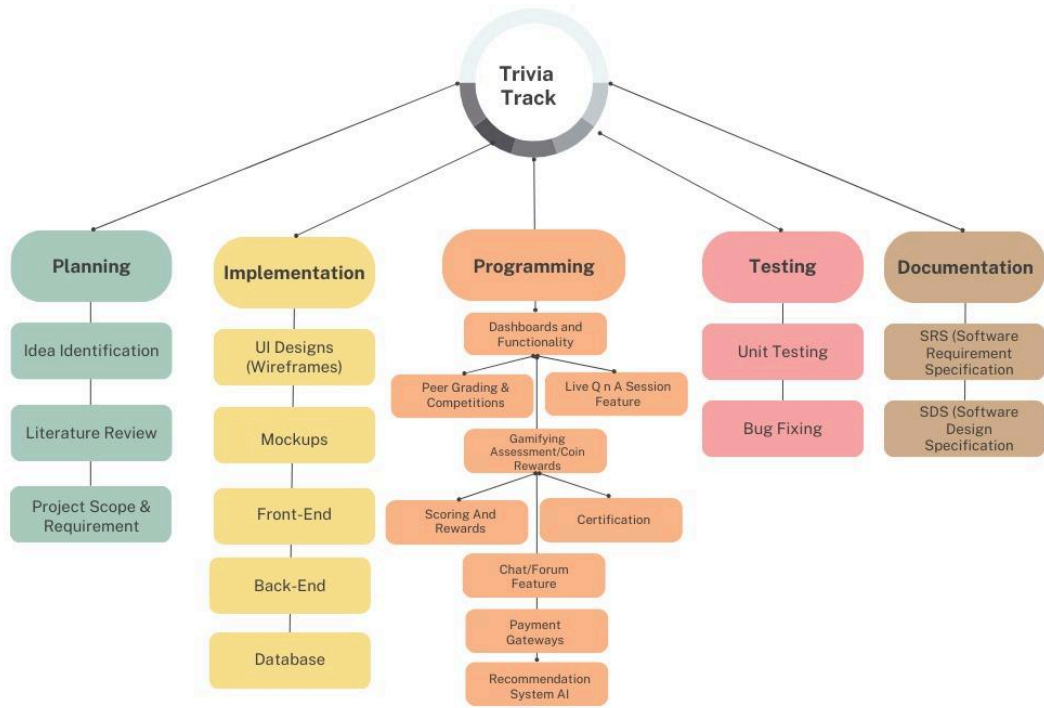 Trivia
Track
Planning
Idea Identification
Literature Review
Project Scope &
Requirement
Implementation
UI Designs
(Wireframes)
Mockups
Front-End
Back-End
Database
Programming
Dashboards and
Functionality
Peer Grading &
Competitions
Live Q n A Session
Feature
Gamifying
Assessment/Coin
Rewards
Scoring And
Rewards
Certification
Chat/Forum
Feature
Payment
Gateways
Recommendation
System AI
Testing
Unit Testing
Bug Fixing
Documentation
SRS (Software
Requirement
Specification
SDS (Software
Design
Specification